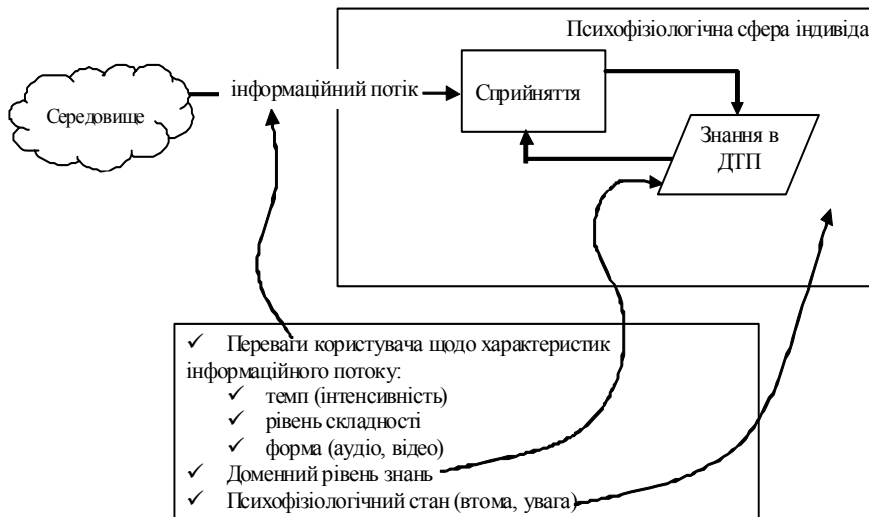 Психофізіологічна сфера індивіда
Середовище
інформаційний потік
Сприйняття
Знання в
ДТП
✓ Переваги користувача щодо характеристик
інформаційного потоку:
✓ темп (інтенсивність)
✓ рівень складності
✓ форма (аудіо, відео)
✓ Доменний рівень знань
✓ Психофізіологічний стан (втома, увага)